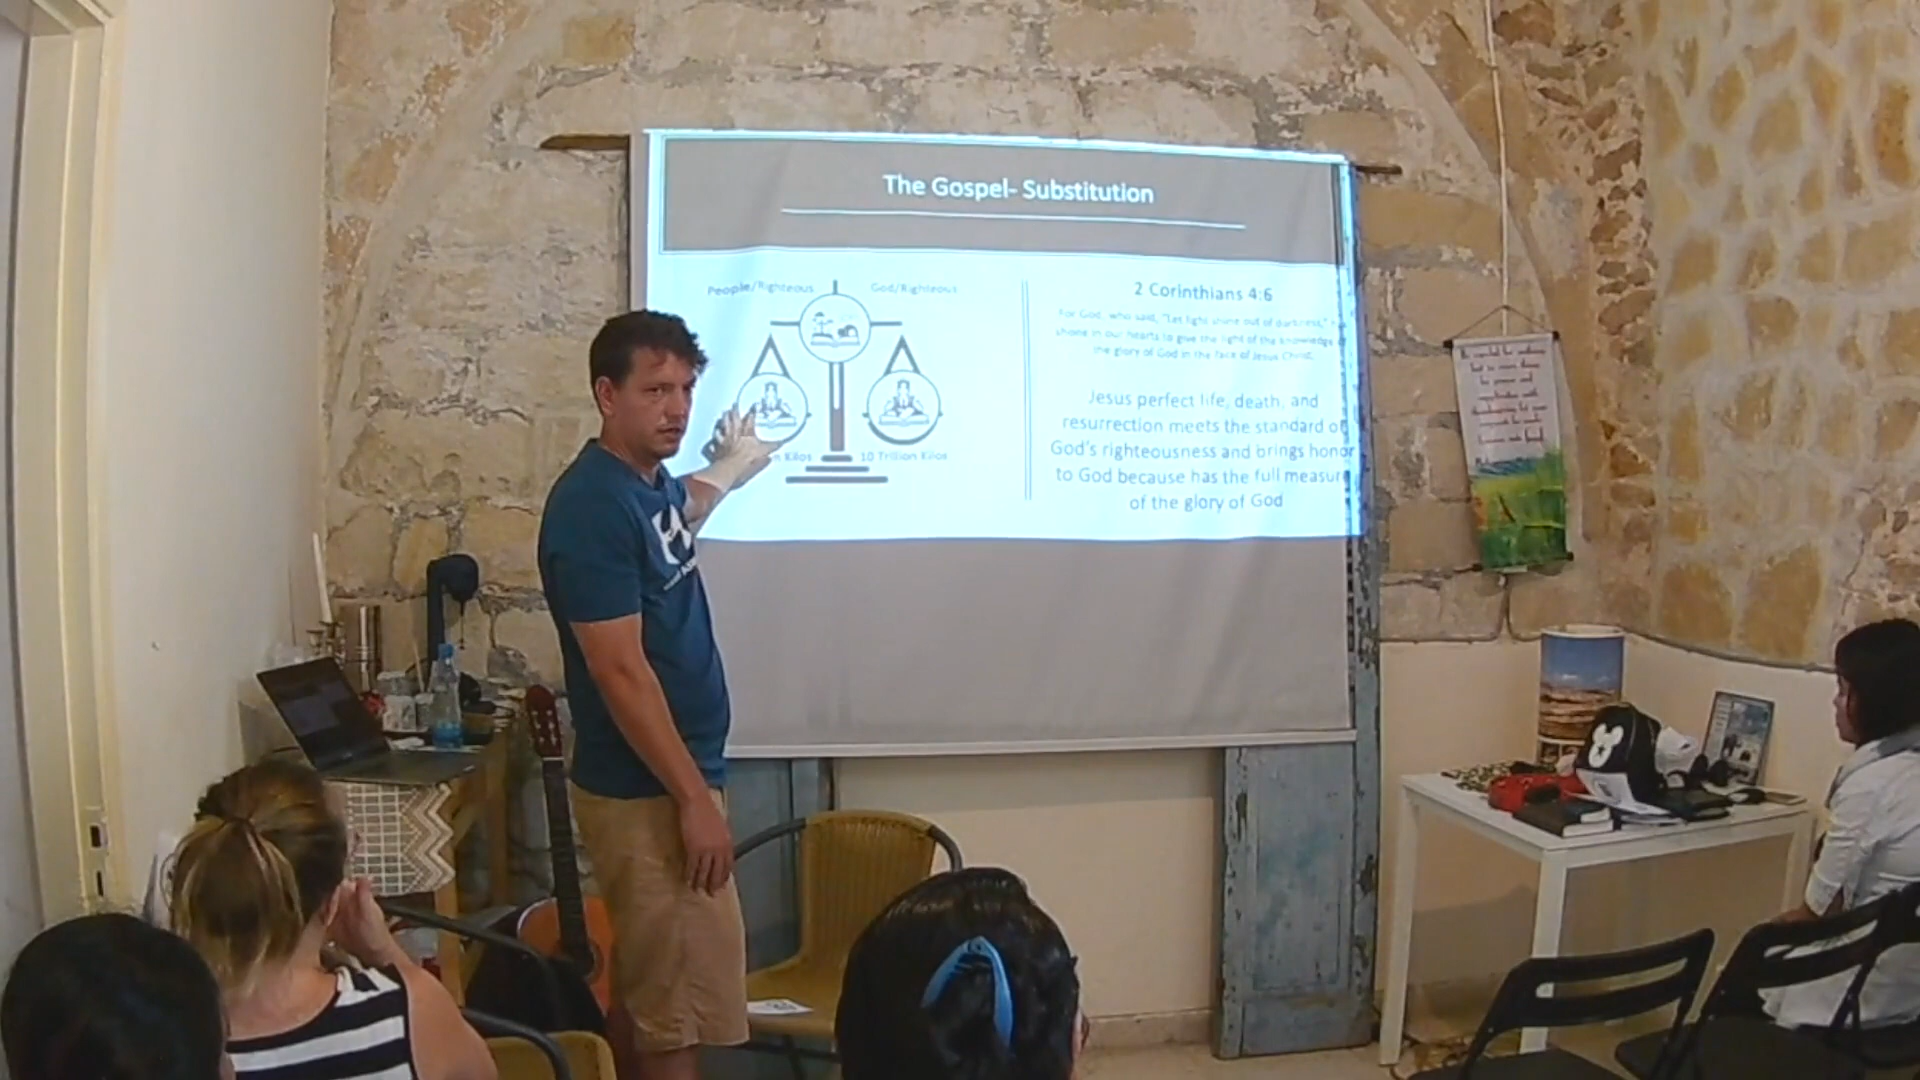 The Gospel- Substitution
People/Righteous
God/Righteous
Kilos
10 Trillion Kilos
2 Corinthians 4:6
For God, who said, "Let light shine out of darkness,"
shone in our hearts to give the light of the knowledge of
the glory of God in the face of Jesus Christ.
Jesus perfect life, death, and
resurrection meets the standard of
God's righteousness and brings honor
to God because has the full measure
of the glory of God